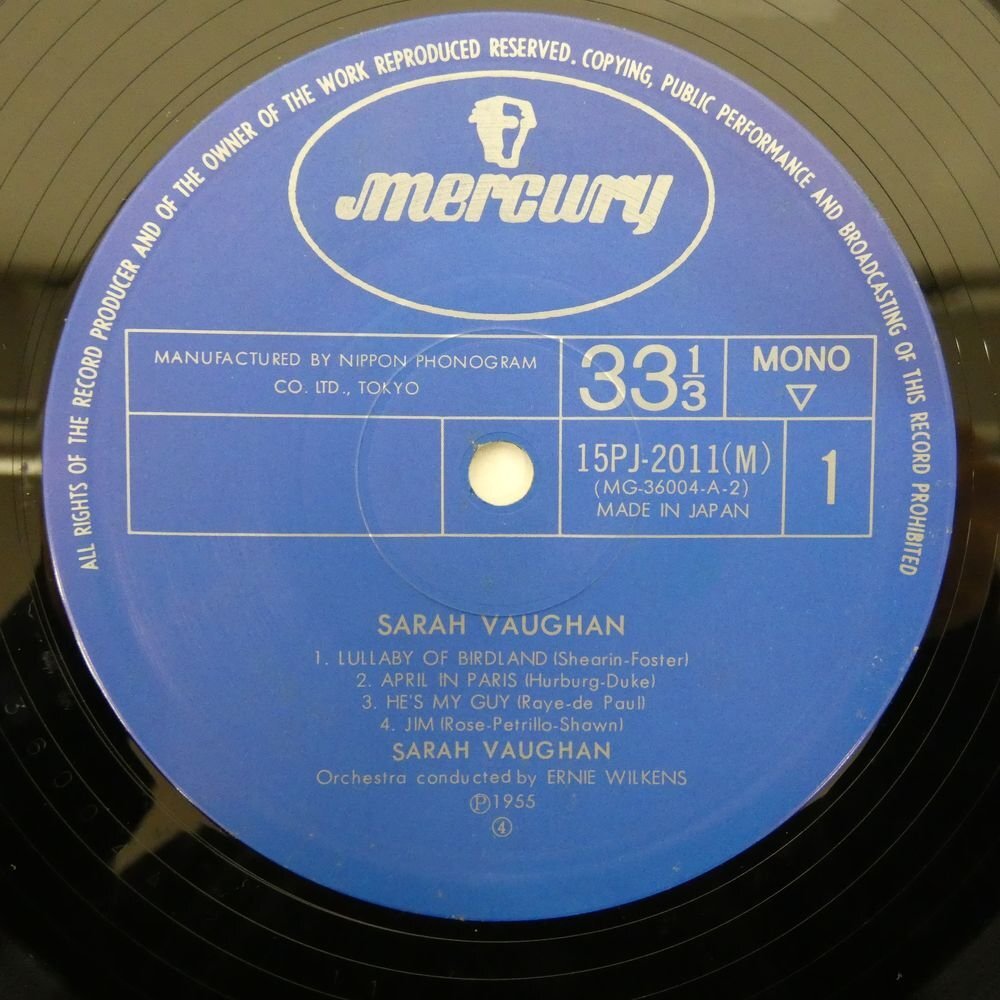 ALL RIGHTS OF THE RECORD PRODUCER AND OF THE OWNER OF THE WORK REPRODUCED RESERVED. COPYING, PUBLIC PERFORMANCE AND BROADCASTING OF THIS RECORD PROHIBITED
mercury
MANUFACTURED BY NIPPON PHONOGRAM
CO. LTD., TOKYO
33 1/3
MONO
▽
15PJ-2011(M)
(MG-36004-A-2)
MADE IN JAPAN
1
SARAH VAUGHAN
1. LULLABY OF BIRDLAND (Shearin-Foster)
2. APRIL IN PARIS (Hurburg-Duke)
3. HE'S MY GUY (Raye-de Paul)
4. JIM (Rose-Petrillo-Shawn)
SARAH VAUGHAN
Orchestra conducted by ERNIE WILKENS
Ⓟ1955
④